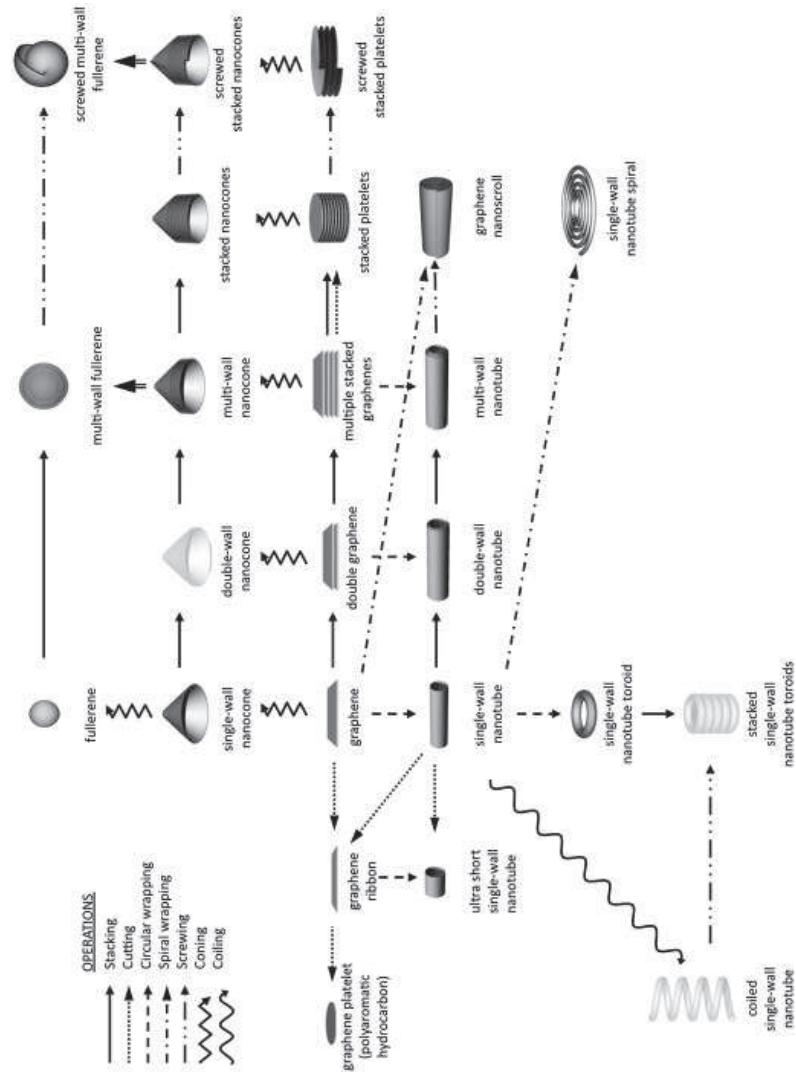 OPERATIONS
Stacking
Cutting
Circular wrapping
Spiral wrapping
Screwing
Coning
Coiling
fullerene
multi-wall fullerene
screwed multi-wall
fullerene
single-wall
nanocone
double-wall
nanocone
multi-wall
nanocone
stacked nanocones
screwed
stacked nanocones
graphene platelet
(polyaromatic
hydrocarbon)
graphene
ribbon
graphene
double graphene
multiple stacked
graphenes
stacked platelets
screwed
stacked platelets
ultra short
single-wall
nanotube
single-wall
nanotube
double-wall
nanotube
multi-wall
nanotube
graphene
nanoscroll
single-wall
nanotube toroid
single-wall
nanotube spiral
coiled
single-wall
nanotube
stacked
single-wall
nanotube toroids